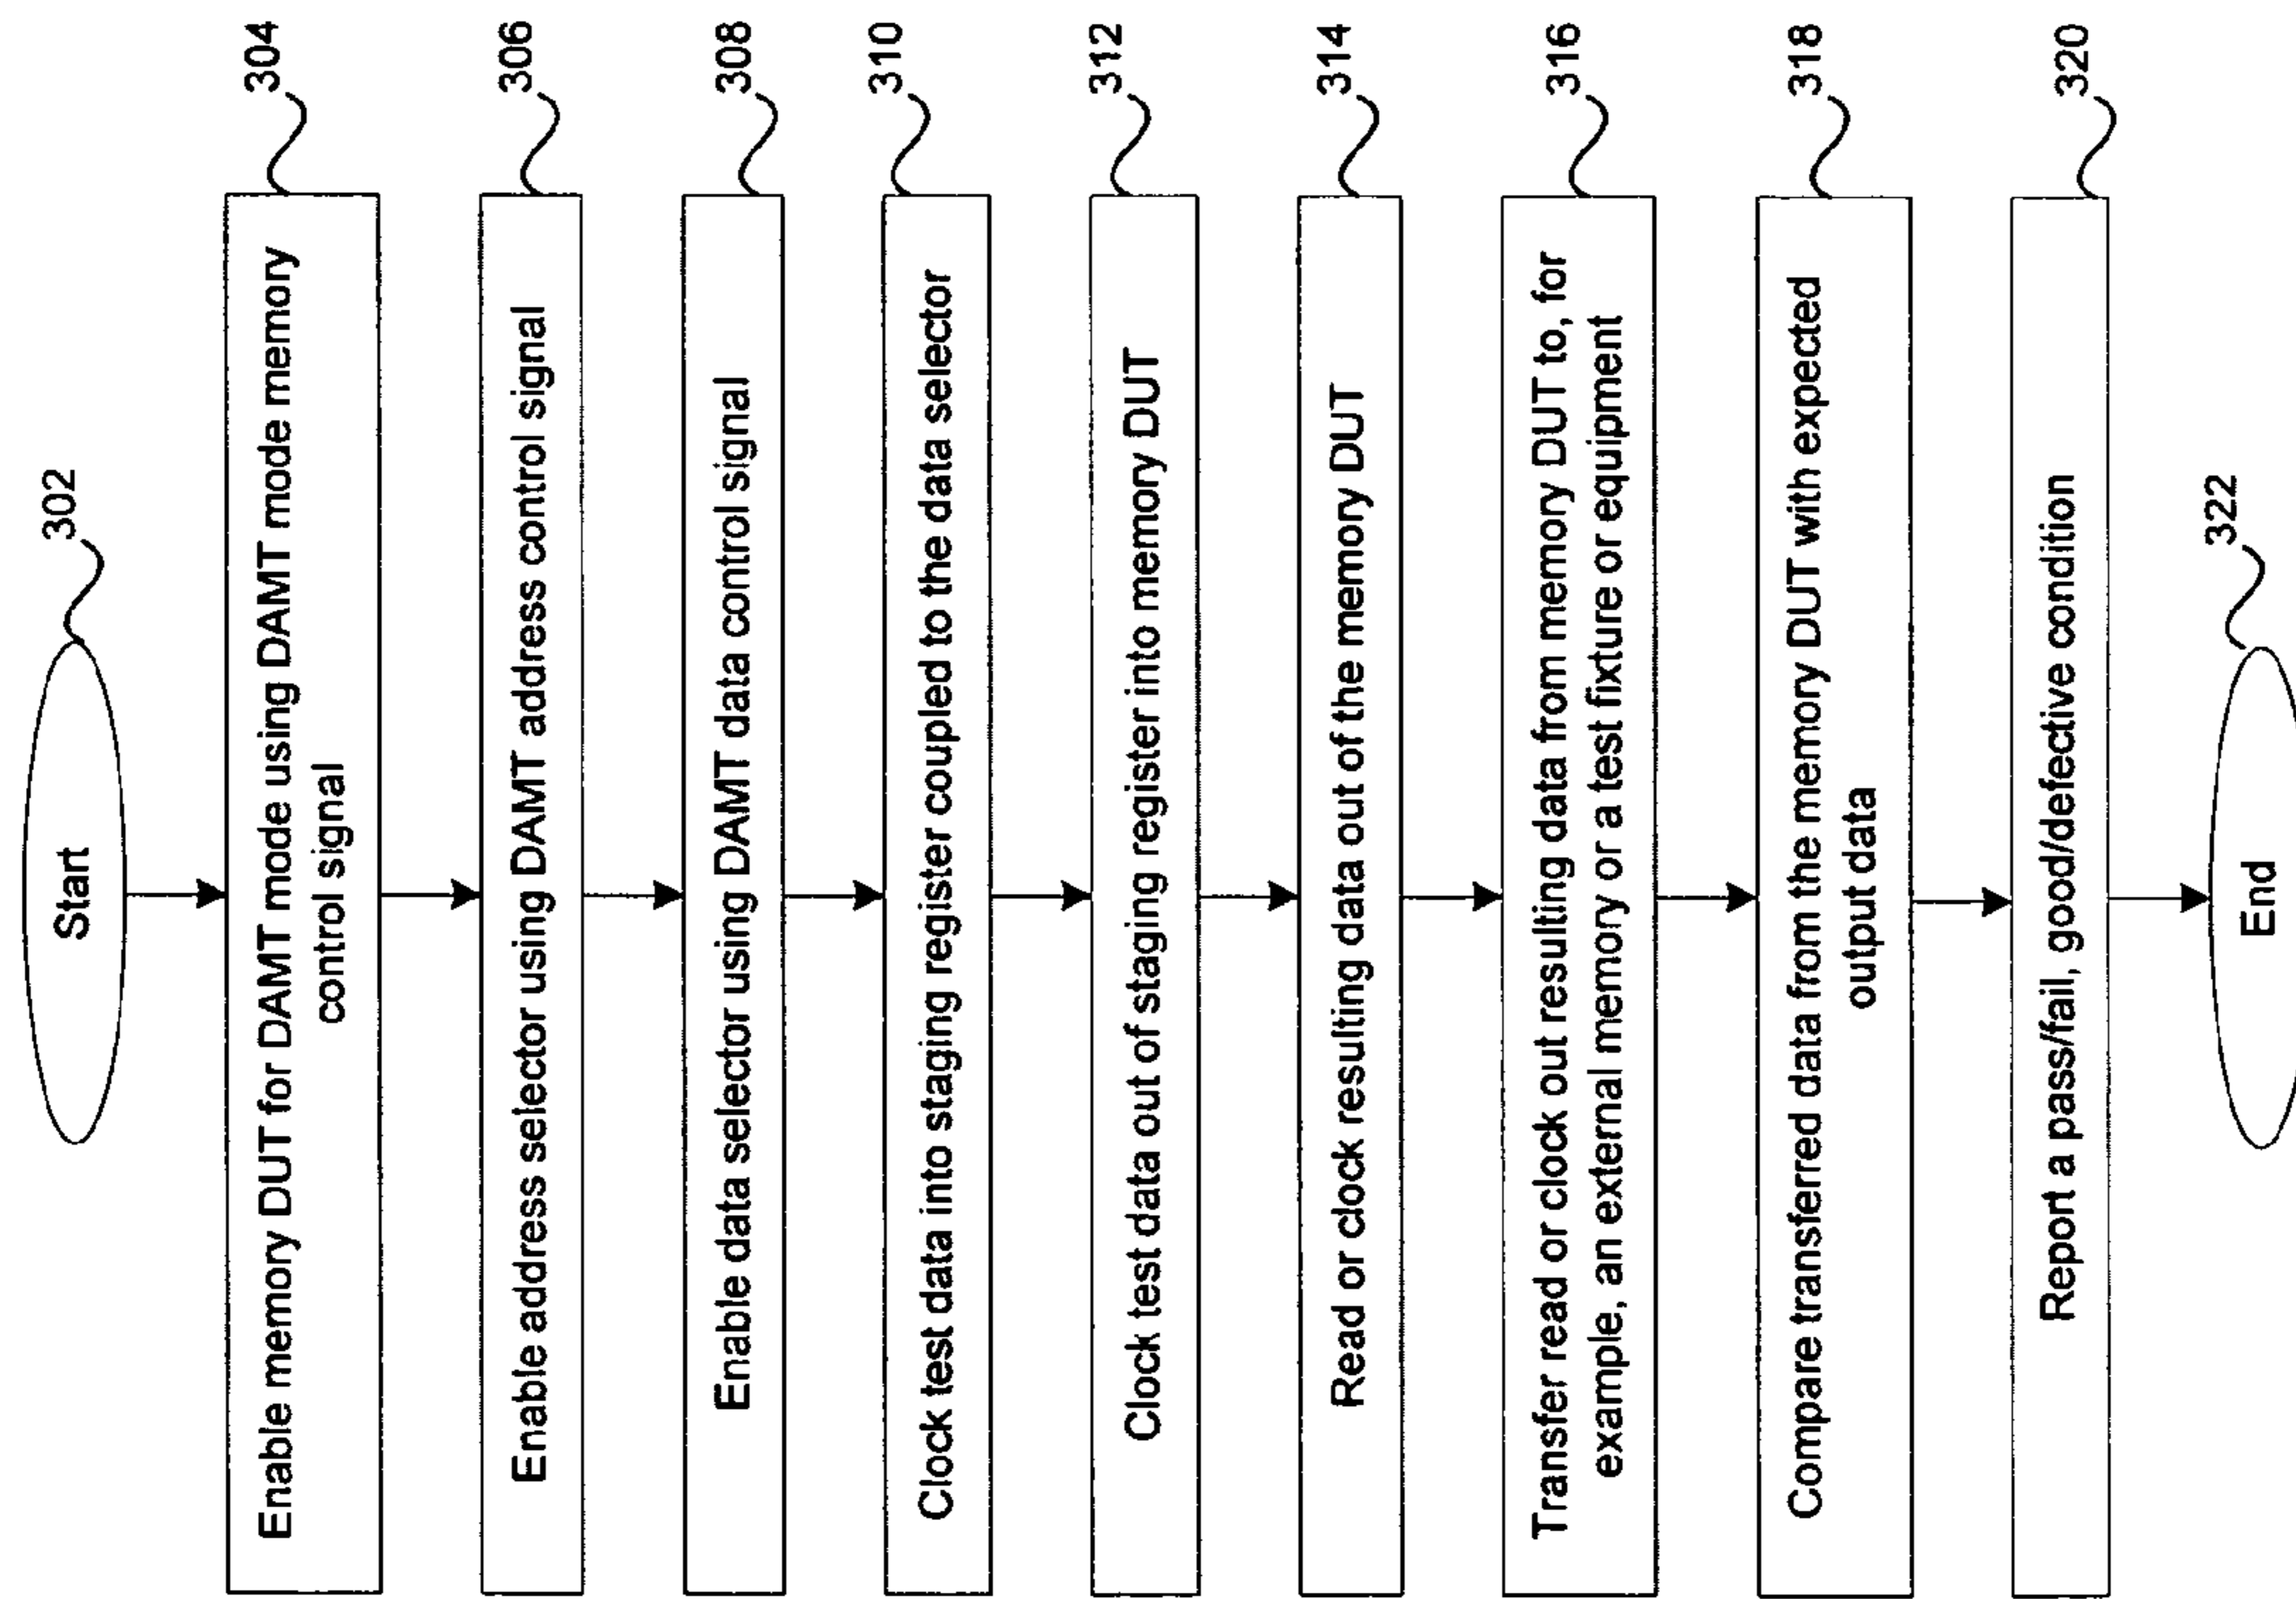 302
Start
304
Enable memory DUT for DAMT mode using DAMT mode memory
control signal
306
Enable address selector using DAMT address control signal
308
Enable data selector using DAMT data control signal
310
Clock test data into staging register coupled to the data selector
312
Clock test data out of staging register into memory DUT
314
Read or clock resulting data out of the memory DUT
316
Transfer read or clock out resulting data from memory DUT to, for
example, an external memory or a test fixture or equipment
318
Compare transferred data from the memory DUT with expected
output data
320
Report a pass/fail, good/defective condition
322
End